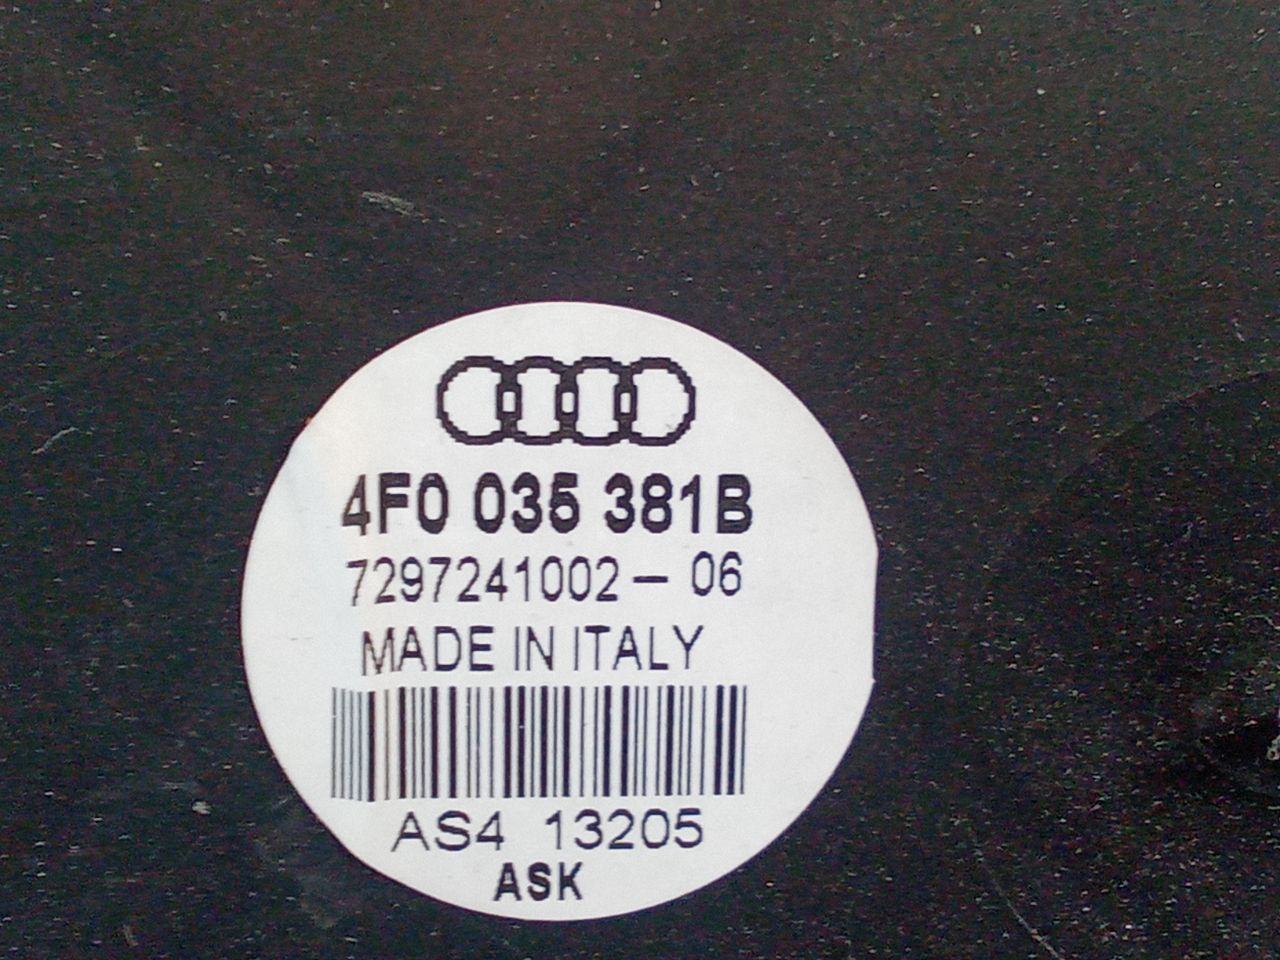 4F0 035 381B
7297241002 – 06
MADE IN ITALY
AS4 13205
ASK